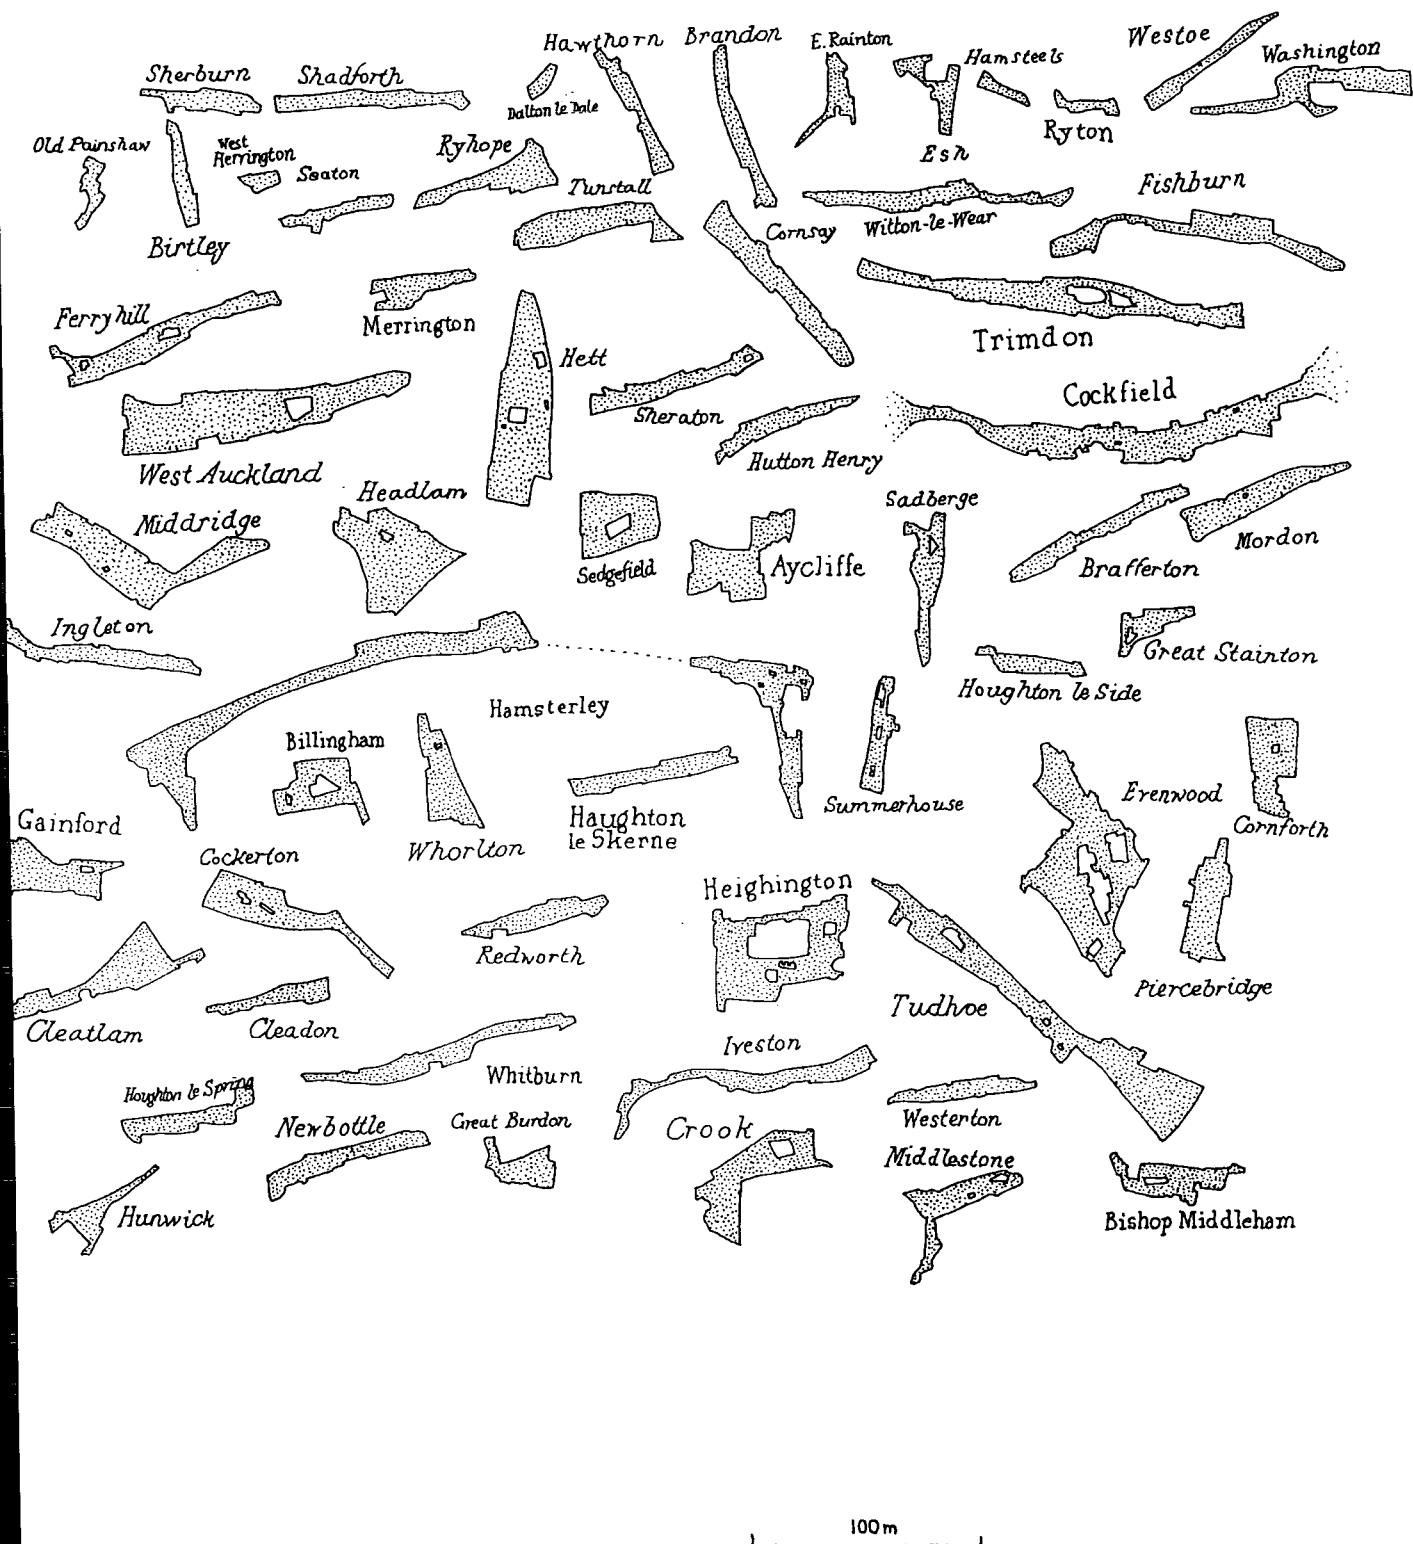 Hawthorn
Brandon
E. Rainton
Hamsteels
Westoe
Washington
Sherburn
Shadforth
Dalton le Dale
Ryton
Esh
Old Painshaw
West
Herrington
Seaton
Ryhope
Tunstall
Fishburn
Birtley
Cornsay
Witton-le-Wear
Ferryhill
Merrington
Hett
Trimdon
Sheraton
Cockfield
Hutton Henry
West Auckland
Headlam
Sadberge
Middridge
Sedgefield
Aycliffe
Brafferton
Mordon
Ingleton
Great Stainton
Houghton le Side
Hamsterley
Billingham
Summerhouse
Evenwood
Cornforth
Gainford
Haughton
le Skerne
Whorlton
Cockerton
Heighington
Redworth
Piercebridge
Tudhoe
Cleatlam
Cleadon
Iveston
Whitburn
Houghton le Spring
Newbottle
Great Burdon
Crook
Westerton
Middlestone
Hunwick
Bishop Middleham
100m